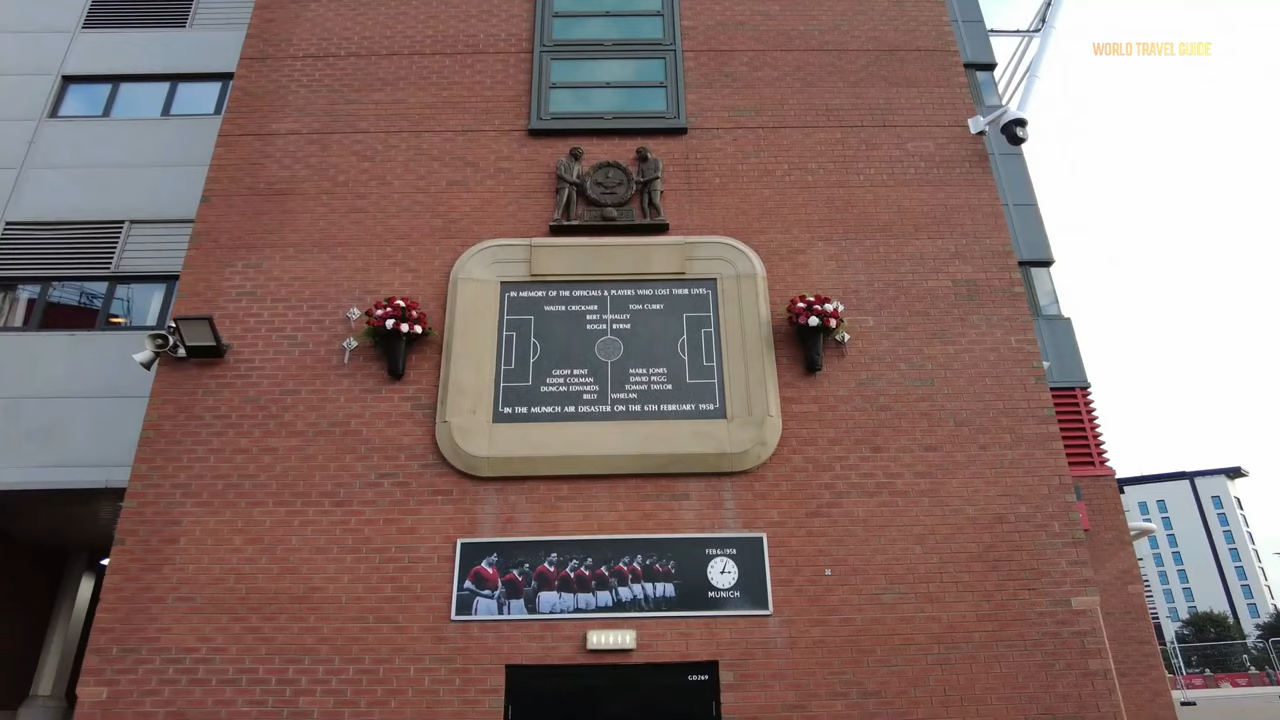 WORLD TRAVEL GUIDE
IN MEMORY OF THE OFFICIALS & PLAYERS WHO LOST THEIR LIVES
WALTER CRICKMER TOM CURRY
BERT WHALLEY
ROGER BYRNE
GEOFF BENT MARK JONES
EDDIE COLMAN DAVID PEGG
DUNCAN EDWARDS TOMMY TAYLOR
BILLY WHELAN
IN THE MUNICH AIR DISASTER ON THE 6TH FEBRUARY 1958
FEB 6th 1958
MUNICH
GD269